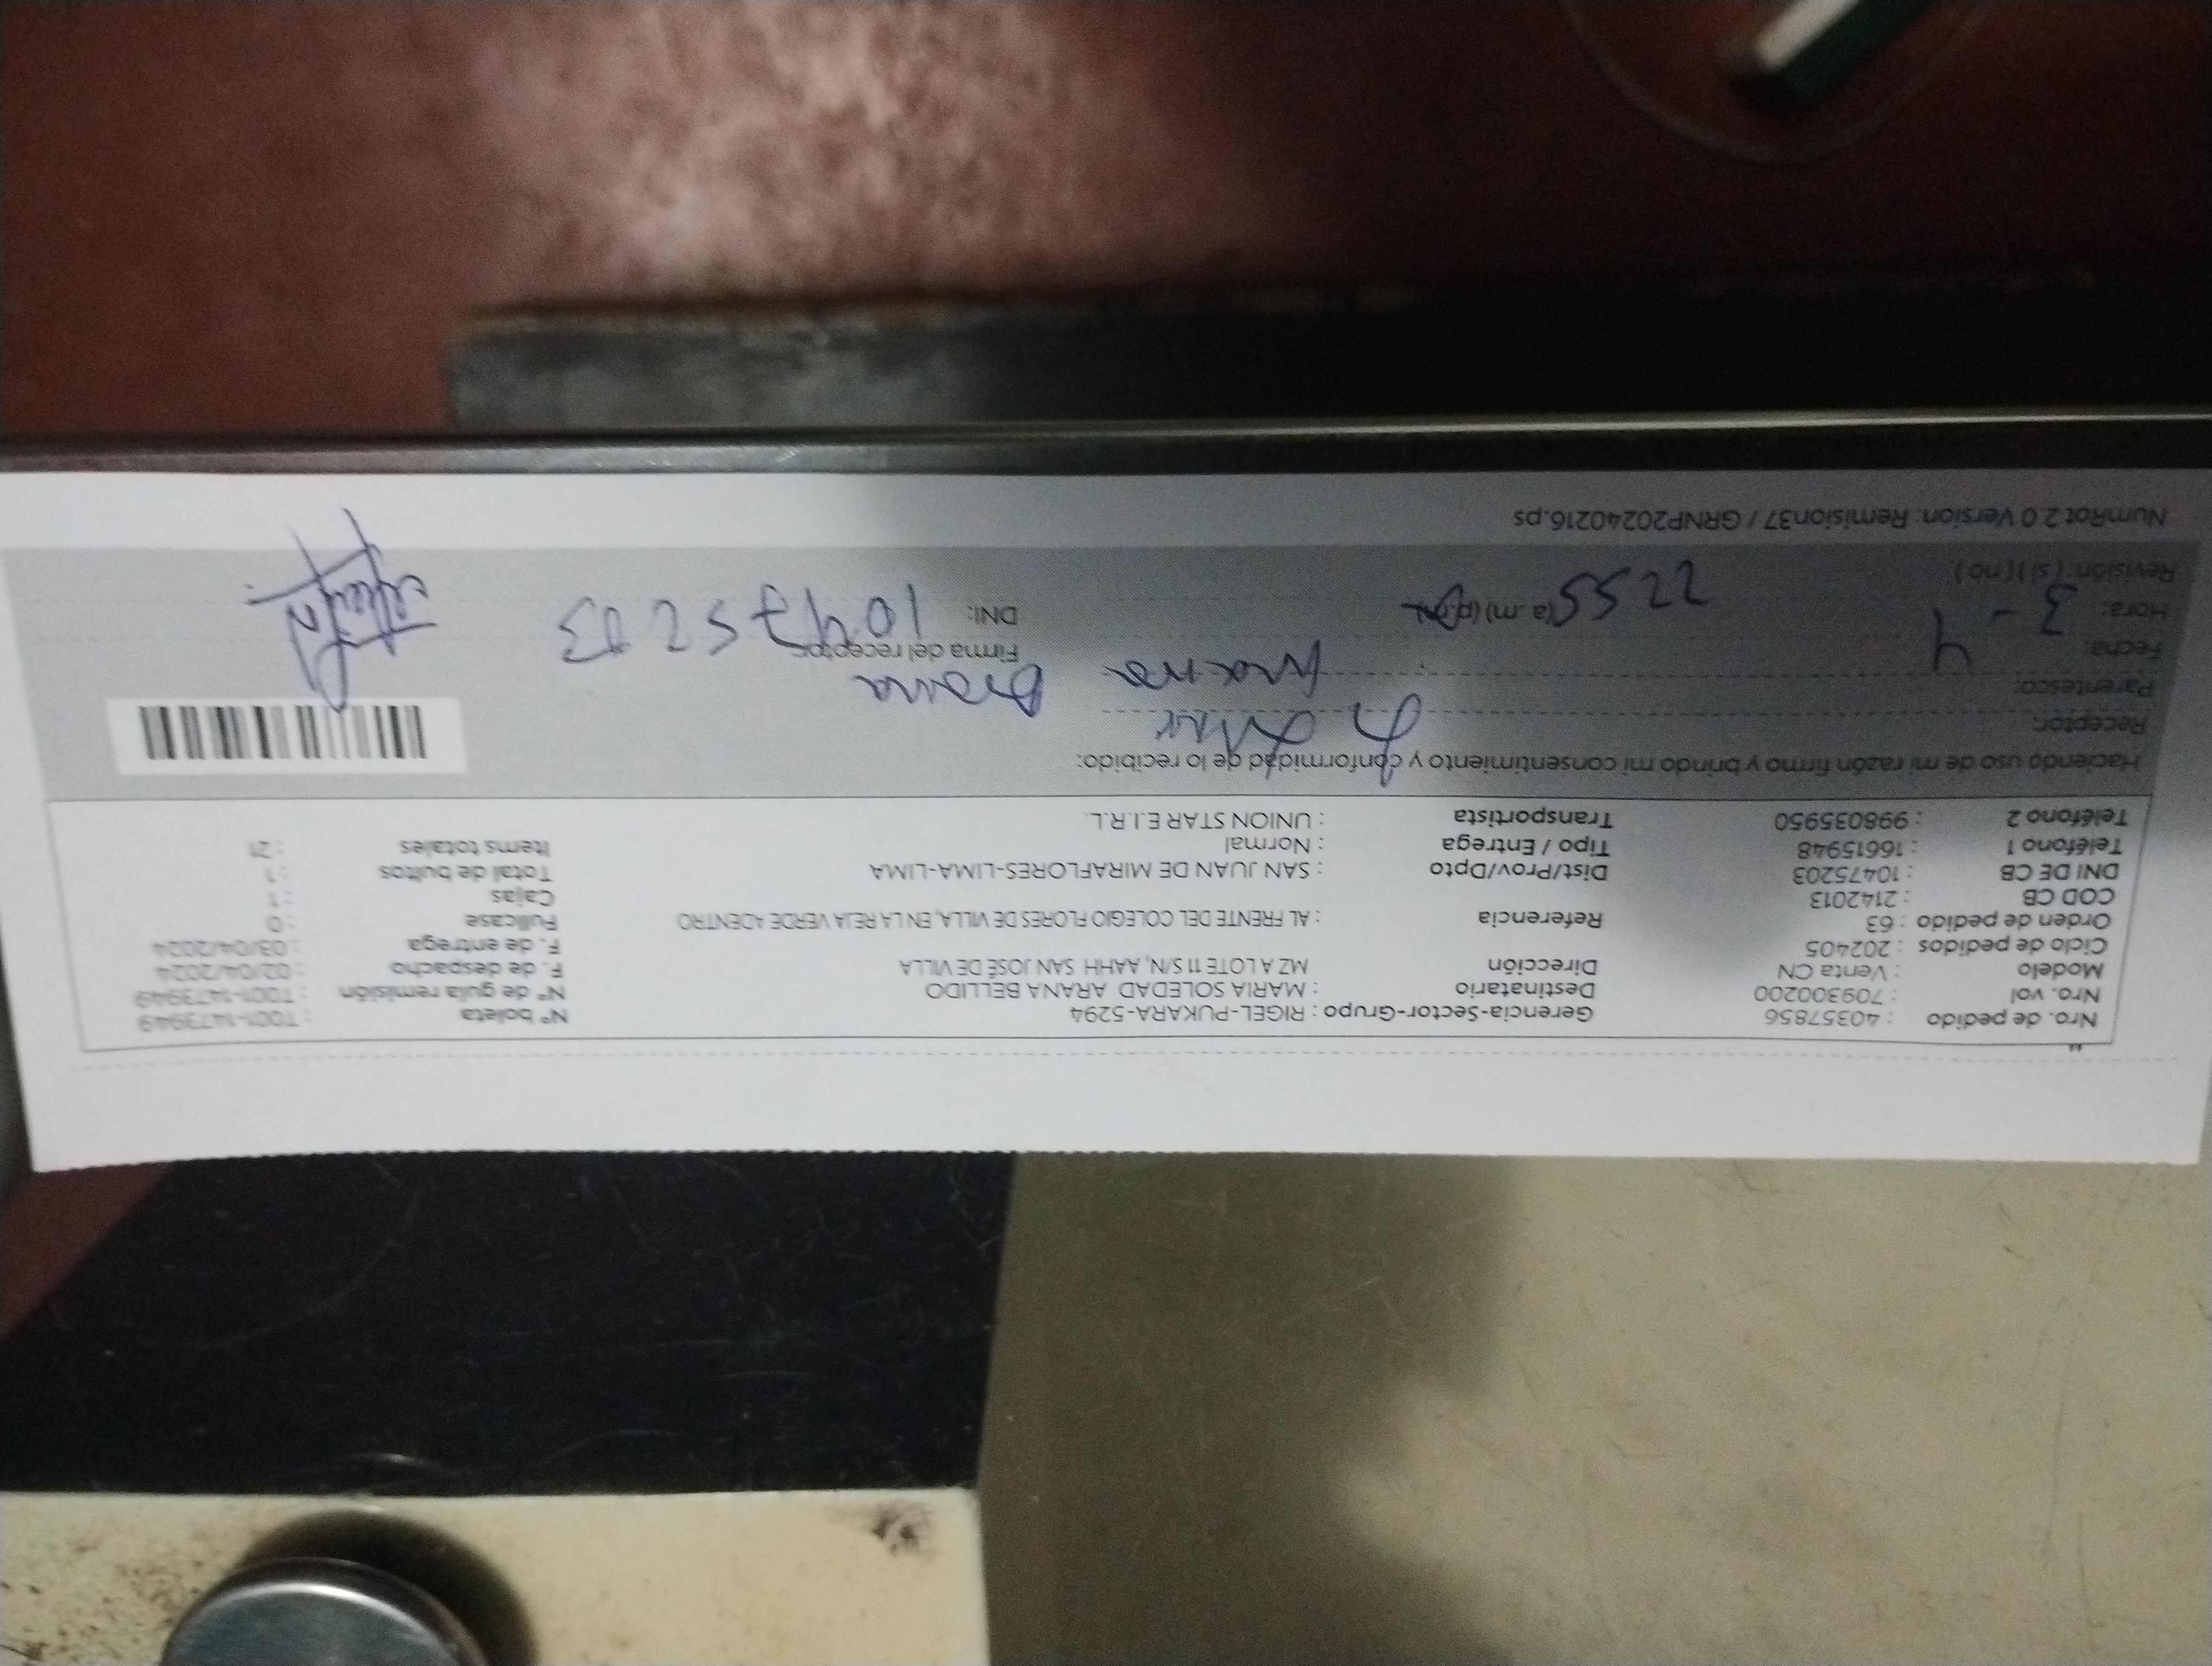 Nro. de pedido : 40357856 Gerencia-Sector-Grupo : RIGEL-PUKARA-5294 N° boleta : T001-1473949
Nro. vol : 709300200 Destinatario : MARIA SOLEDAD ARANA BELLIDO N° de guía remisión : T001-1473949
Modelo : Venta CN Dirección MZ A LOTE 11 S/N, AAHH SAN JOSÉ DE VILLA F. de despacho : 02/04/2024
Ciclo de pedidos : 202405 F. de entrega : 03/04/2024
Orden de pedido : 63 Referencia : AL FRENTE DEL COLEGIO FLORES DE VILLA, EN LA REJA VERDE ADENTRO Fullcase : 0
COD CB : 2142013 Cajas : 1
DNI DE CB : 10475203 Dist/Prov/Dpto : SAN JUAN DE MIRAFLORES-LIMA-LIMA Total de bultos : 1
Teléfono 1 : 16615948 Tipo / Entrega : Normal Items totales : 21
Teléfono 2 : 998035950 Transportista : UNION STAR E.I.R.L.
Haciendo uso de mi razón firmo y brindo mi consentimiento y conformidad de lo recibido:
Receptor:
Parentesco: Arana
Fecha: 3-4 Firma del receptor
Hora: 2255 (a.m) (p.m) DNI: 10475203
Revisión: (si) (no)
NumRot 2.0 Version: Remision37 / GRNP20240216.ps